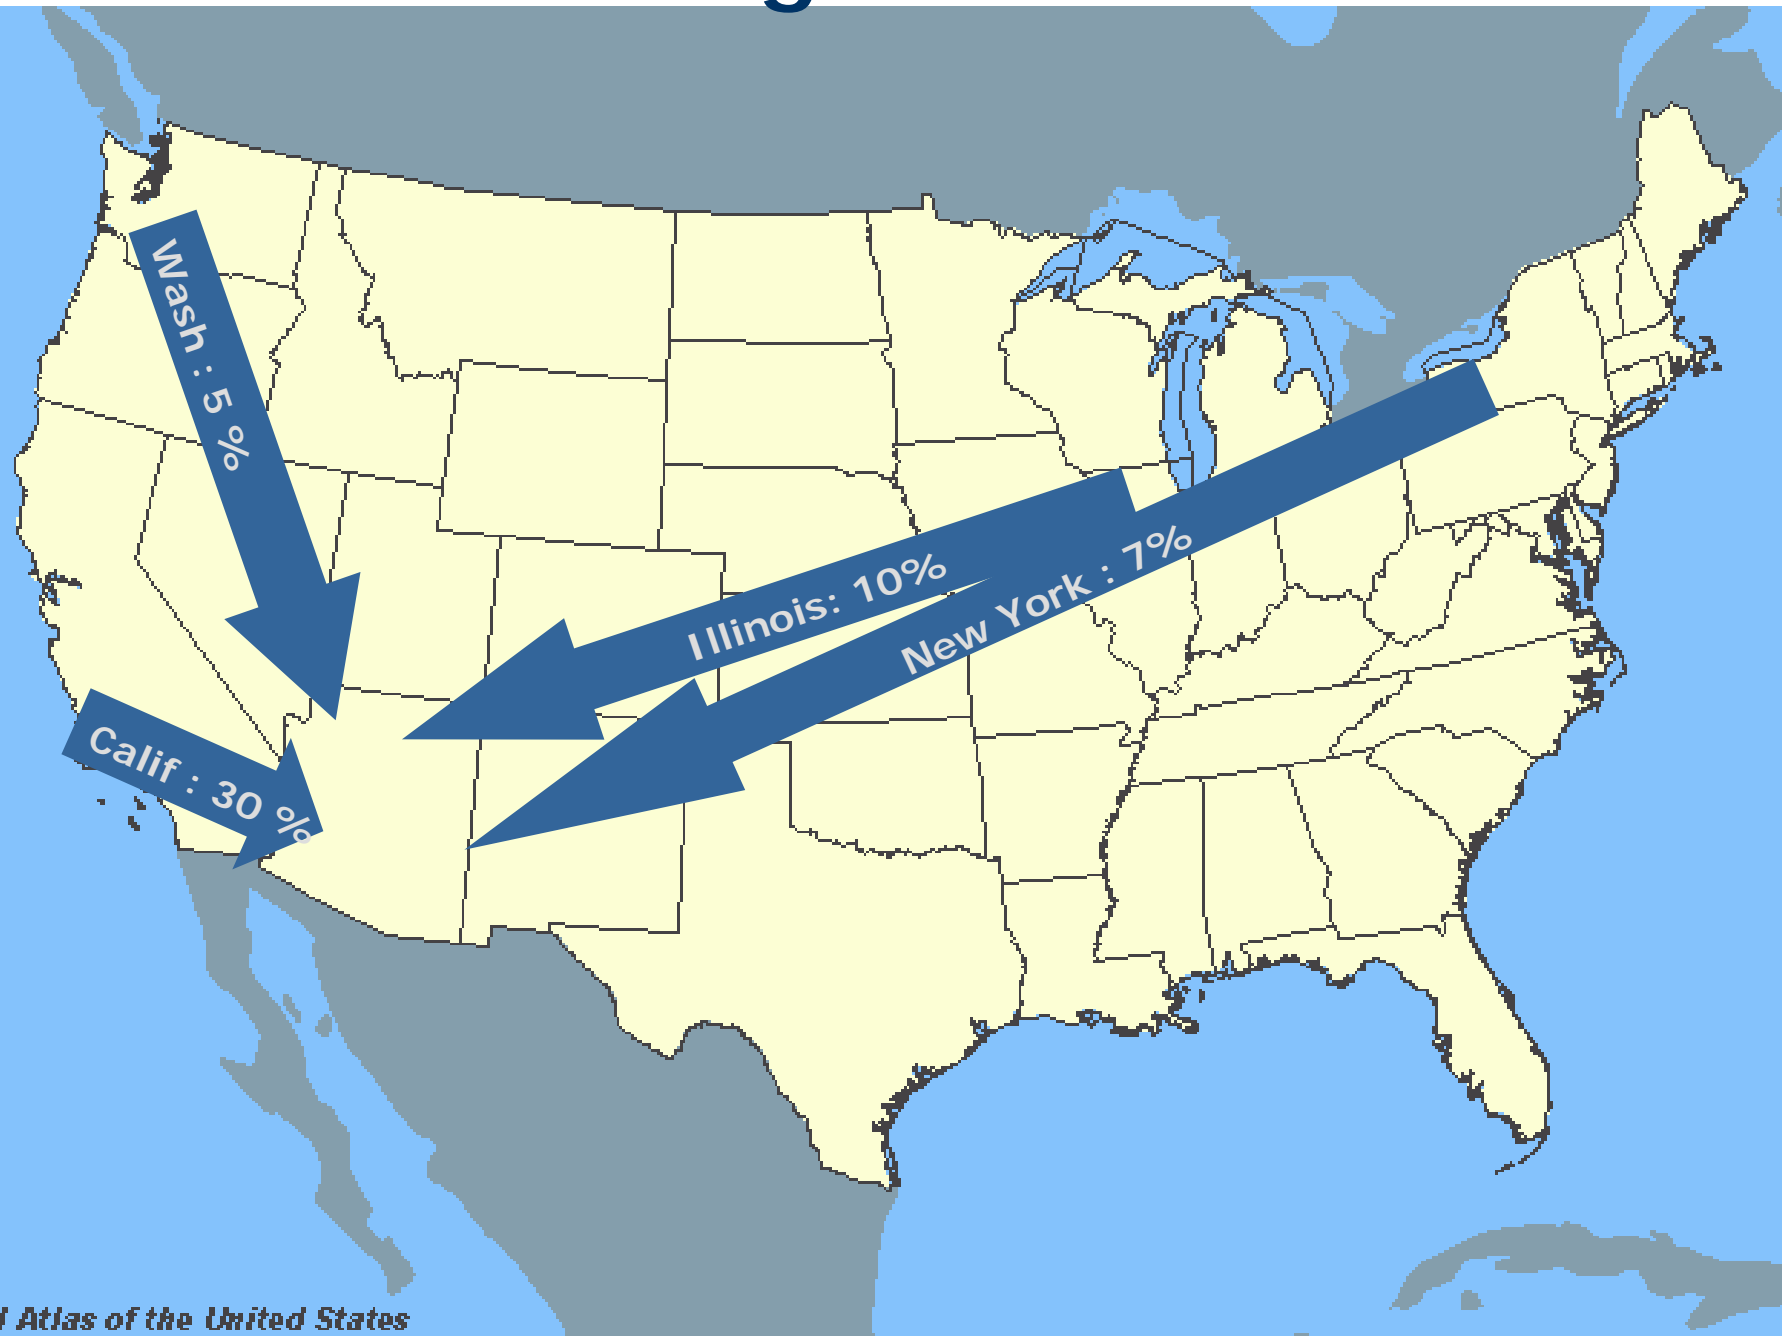 Wash : 5 %
Illinois: 10%
New York : 7%
Calif : 30 %
Atlas of the United States